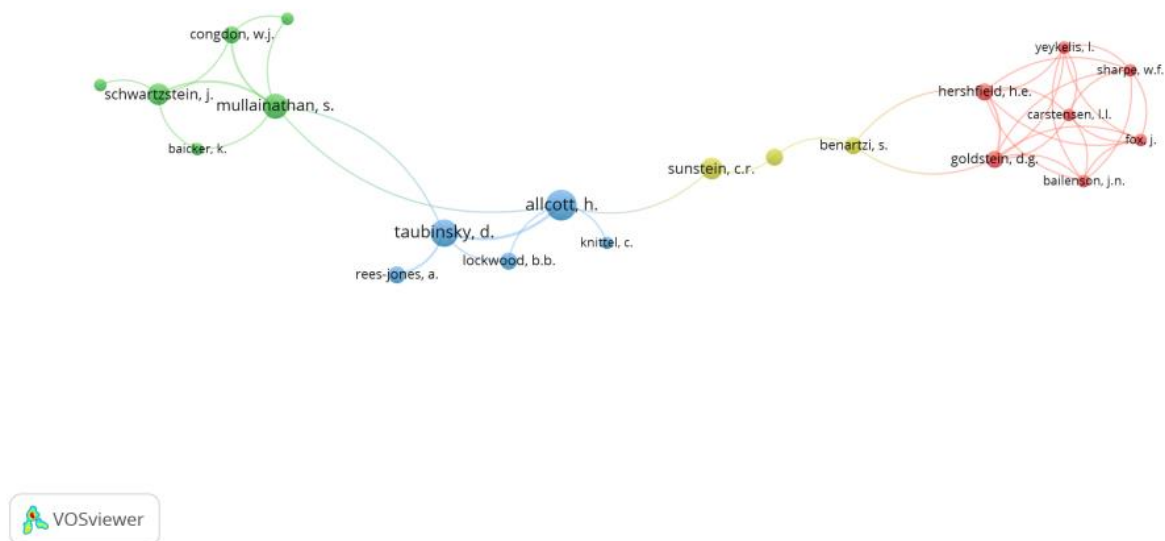 congdon, w.j.
schwartzstein, j.
mullainathan, s.
baicker, k.
yeykelis, l.
sharpe, w.f.
hershfield, h.e.
carstensen, l.l.
fox, j.
goldstein, d.g.
bailenson, j.n.
benartzi, s.
sunstein, c.r.
allcott, h.
taubinsky, d.
knittel, c.
lockwood, b.b.
rees-jones, a.
VOSviewer